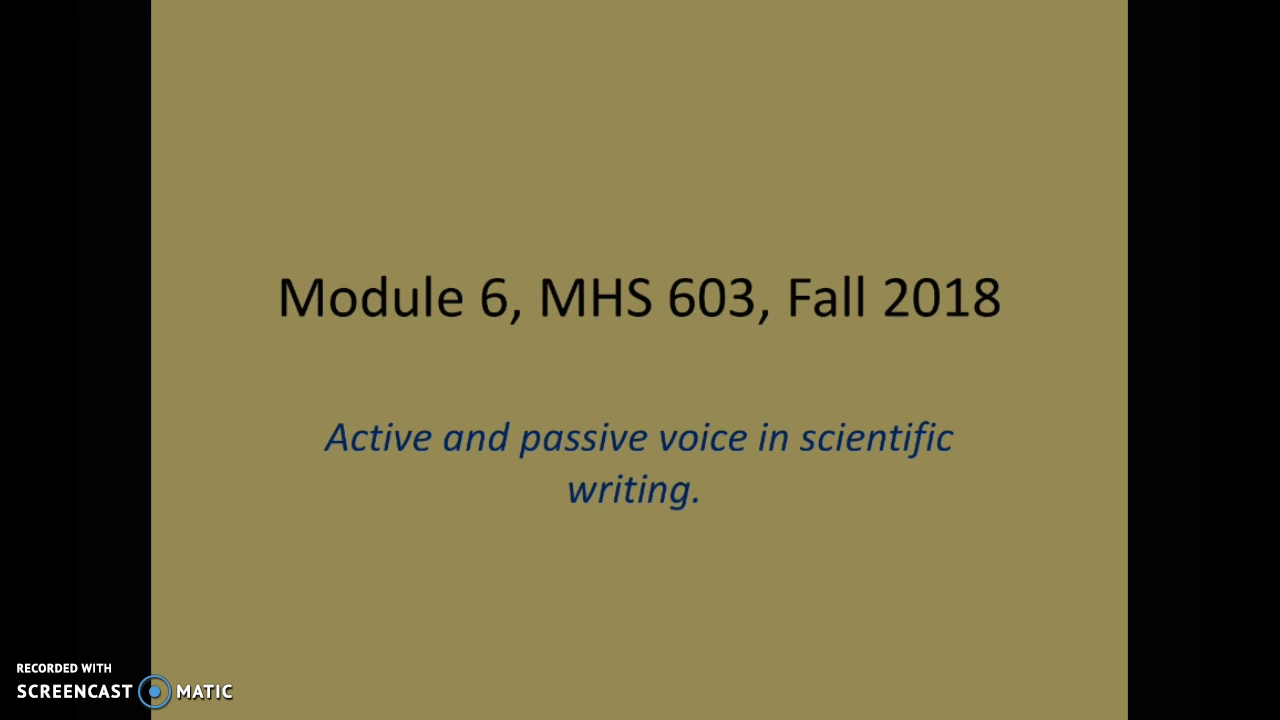 Module 6, MHS 603, Fall 2018
Active and passive voice in scientific
writing.
RECORDED WITH
SCREENCAST MATIC